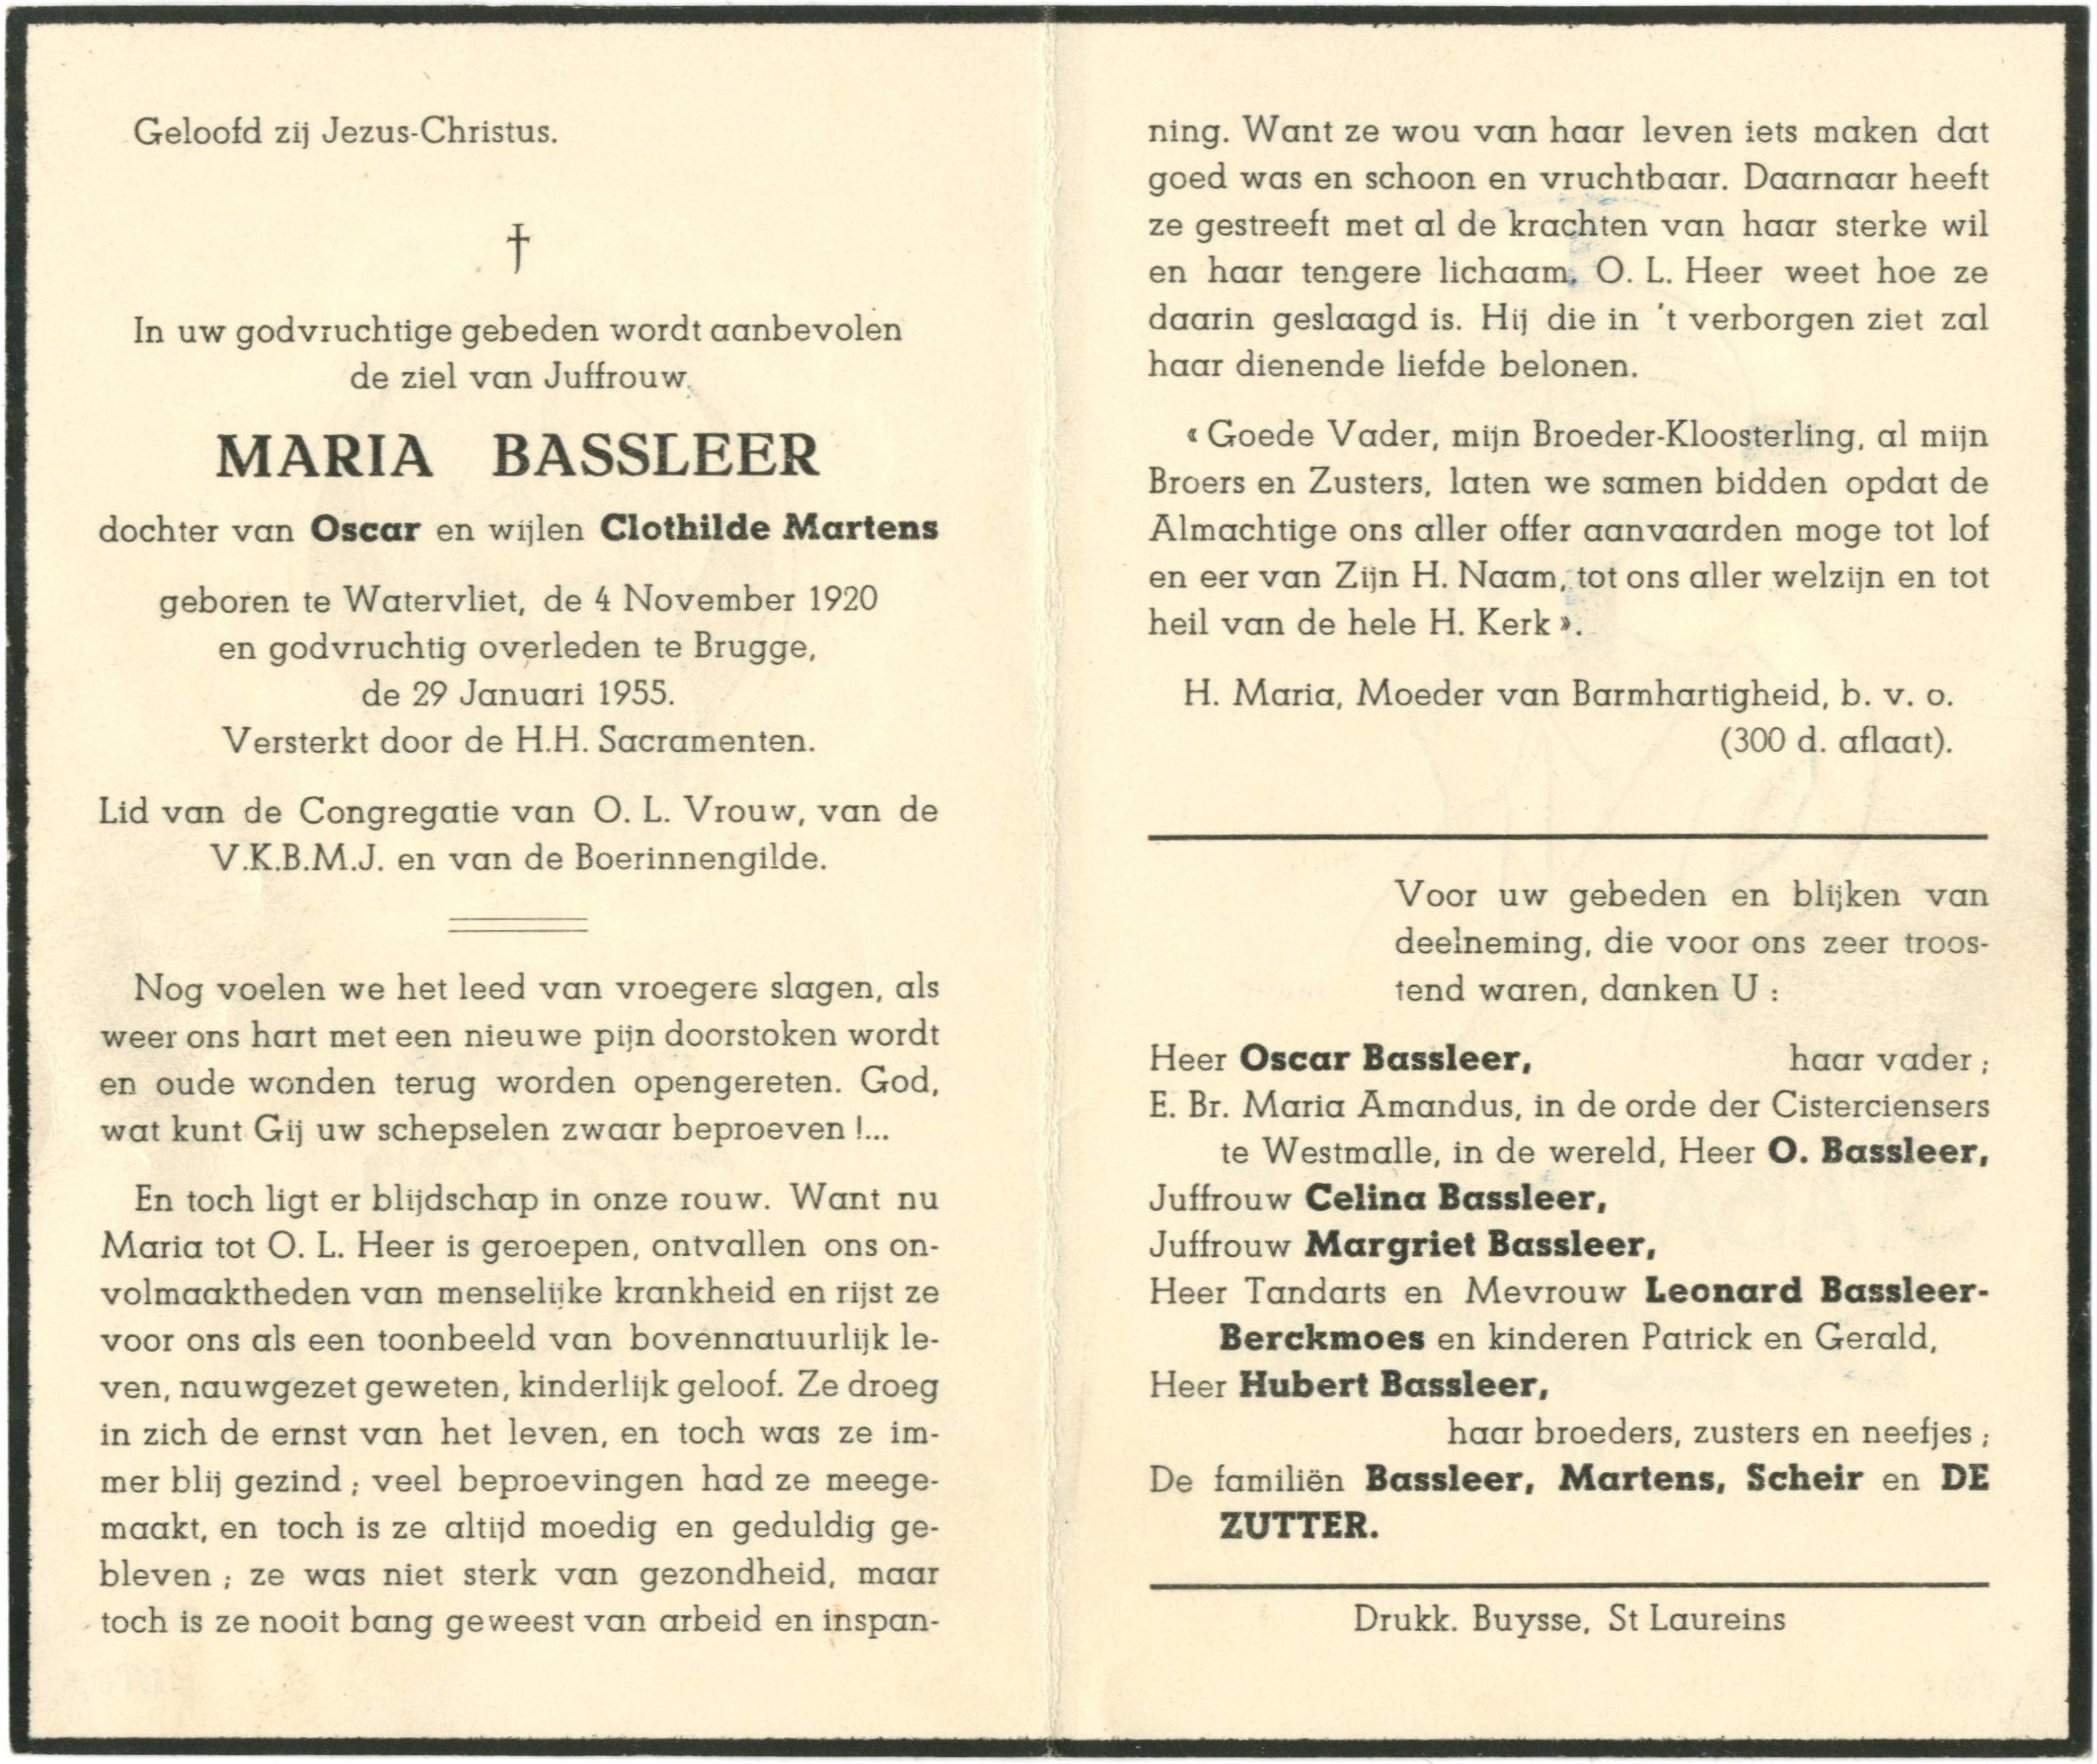 Geloofd zij Jezus-Christus.
In uw godvruchtige gebeden wordt aanbevolen
de ziel van Juffrouw.
MARIA BASSLEER
dochter van Oscar en wijlen Clothilde Martens
geboren te Watervliet, de 4 November 1920
en godvruchtig overleden te Brugge,
de 29 Januari 1955.
Versterkt door de H.H. Sacramenten.
Lid van de Congregatie van O. L. Vrouw, van de
V.K.B.M.J. en van de Boerinnengilde.
Nog voelen we het leed van vroegere slagen, als
weer ons hart met een nieuwe pijn doorstoken wordt
en oude wonden terug worden opengereten. God,
wat kunt Gij uw schepselen zwaar beproeven !...
En toch ligt er blijdschap in onze rouw. Want nu
Maria tot O. L. Heer is geroepen, ontvallen ons on-
volmaaktheden van menselijke krankheid en rijst ze
voor ons als een toonbeeld van bovennatuurlijk le-
ven, nauwgezet geweten, kinderlijk geloof. Ze droeg
in zich de ernst van het leven, en toch was ze im-
mer blij gezind ; veel beproevingen had ze meege-
maakt, en toch is ze altijd moedig en geduldig ge-
bleven ; ze was niet sterk van gezondheid, maar
toch is ze nooit bang geweest van arbeid en inspan-
ning. Want ze wou van haar leven iets maken dat
goed was en schoon en vruchtbaar. Daarnaar heeft
ze gestreeft met al de krachten van haar sterke wil
en haar tengere lichaam. O. L. Heer weet hoe ze
daarin geslaagd is. Hij die in 't verborgen ziet zal
haar dienende liefde belonen.
« Goede Vader, mijn Broeder-Kloosterling, al mijn
Broers en Zusters, laten we samen bidden opdat de
Almachtige ons aller offer aanvaarden moge tot lof
en eer van Zijn H. Naam, tot ons aller welzijn en tot
heil van de hele H. Kerk ».
H. Maria, Moeder van Barmhartigheid, b. v. o.
(300 d. aflaat).
Voor uw gebeden en blijken van
deelneming, die voor ons zeer troos-
tend waren, danken U :
Heer Oscar Bassleer, haar vader ;
E. Br. Maria Amandus, in de orde der Cisterciensers
te Westmalle, in de wereld, Heer O. Bassleer,
Juffrouw Celina Bassleer,
Juffrouw Margriet Bassleer,
Heer Tandarts en Mevrouw Leonard Bassleer-
Berckmoes en kinderen Patrick en Gerald,
Heer Hubert Bassleer,
haar broeders, zusters en neefjes ;
De familiën Bassleer, Martens, Scheir en DE
ZUTTER.
Drukk. Buysse, St Laureins